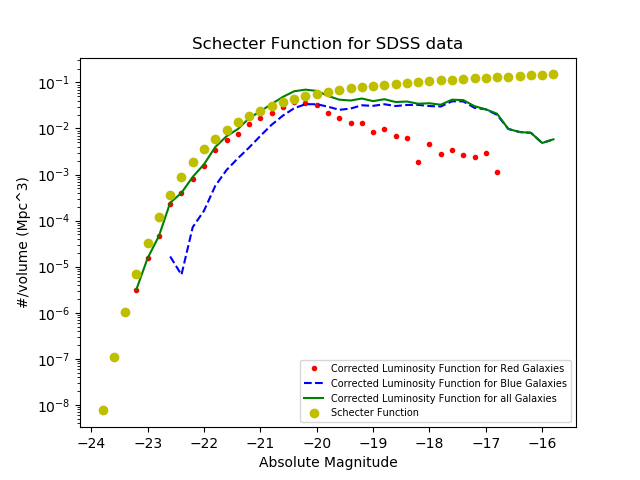 Schecter Function for SDSS data
#/volume (Mpc^3)
10⁻¹
10⁻²
10⁻³
10⁻⁴
10⁻⁵
10⁻⁶
10⁻⁷
10⁻⁸
Corrected Luminosity Function for Red Galaxies
Corrected Luminosity Function for Blue Galaxies
Corrected Luminosity Function for all Galaxies
Schecter Function
−24 −23 −22 −21 −20 −19 −18 −17 −16
Absolute Magnitude